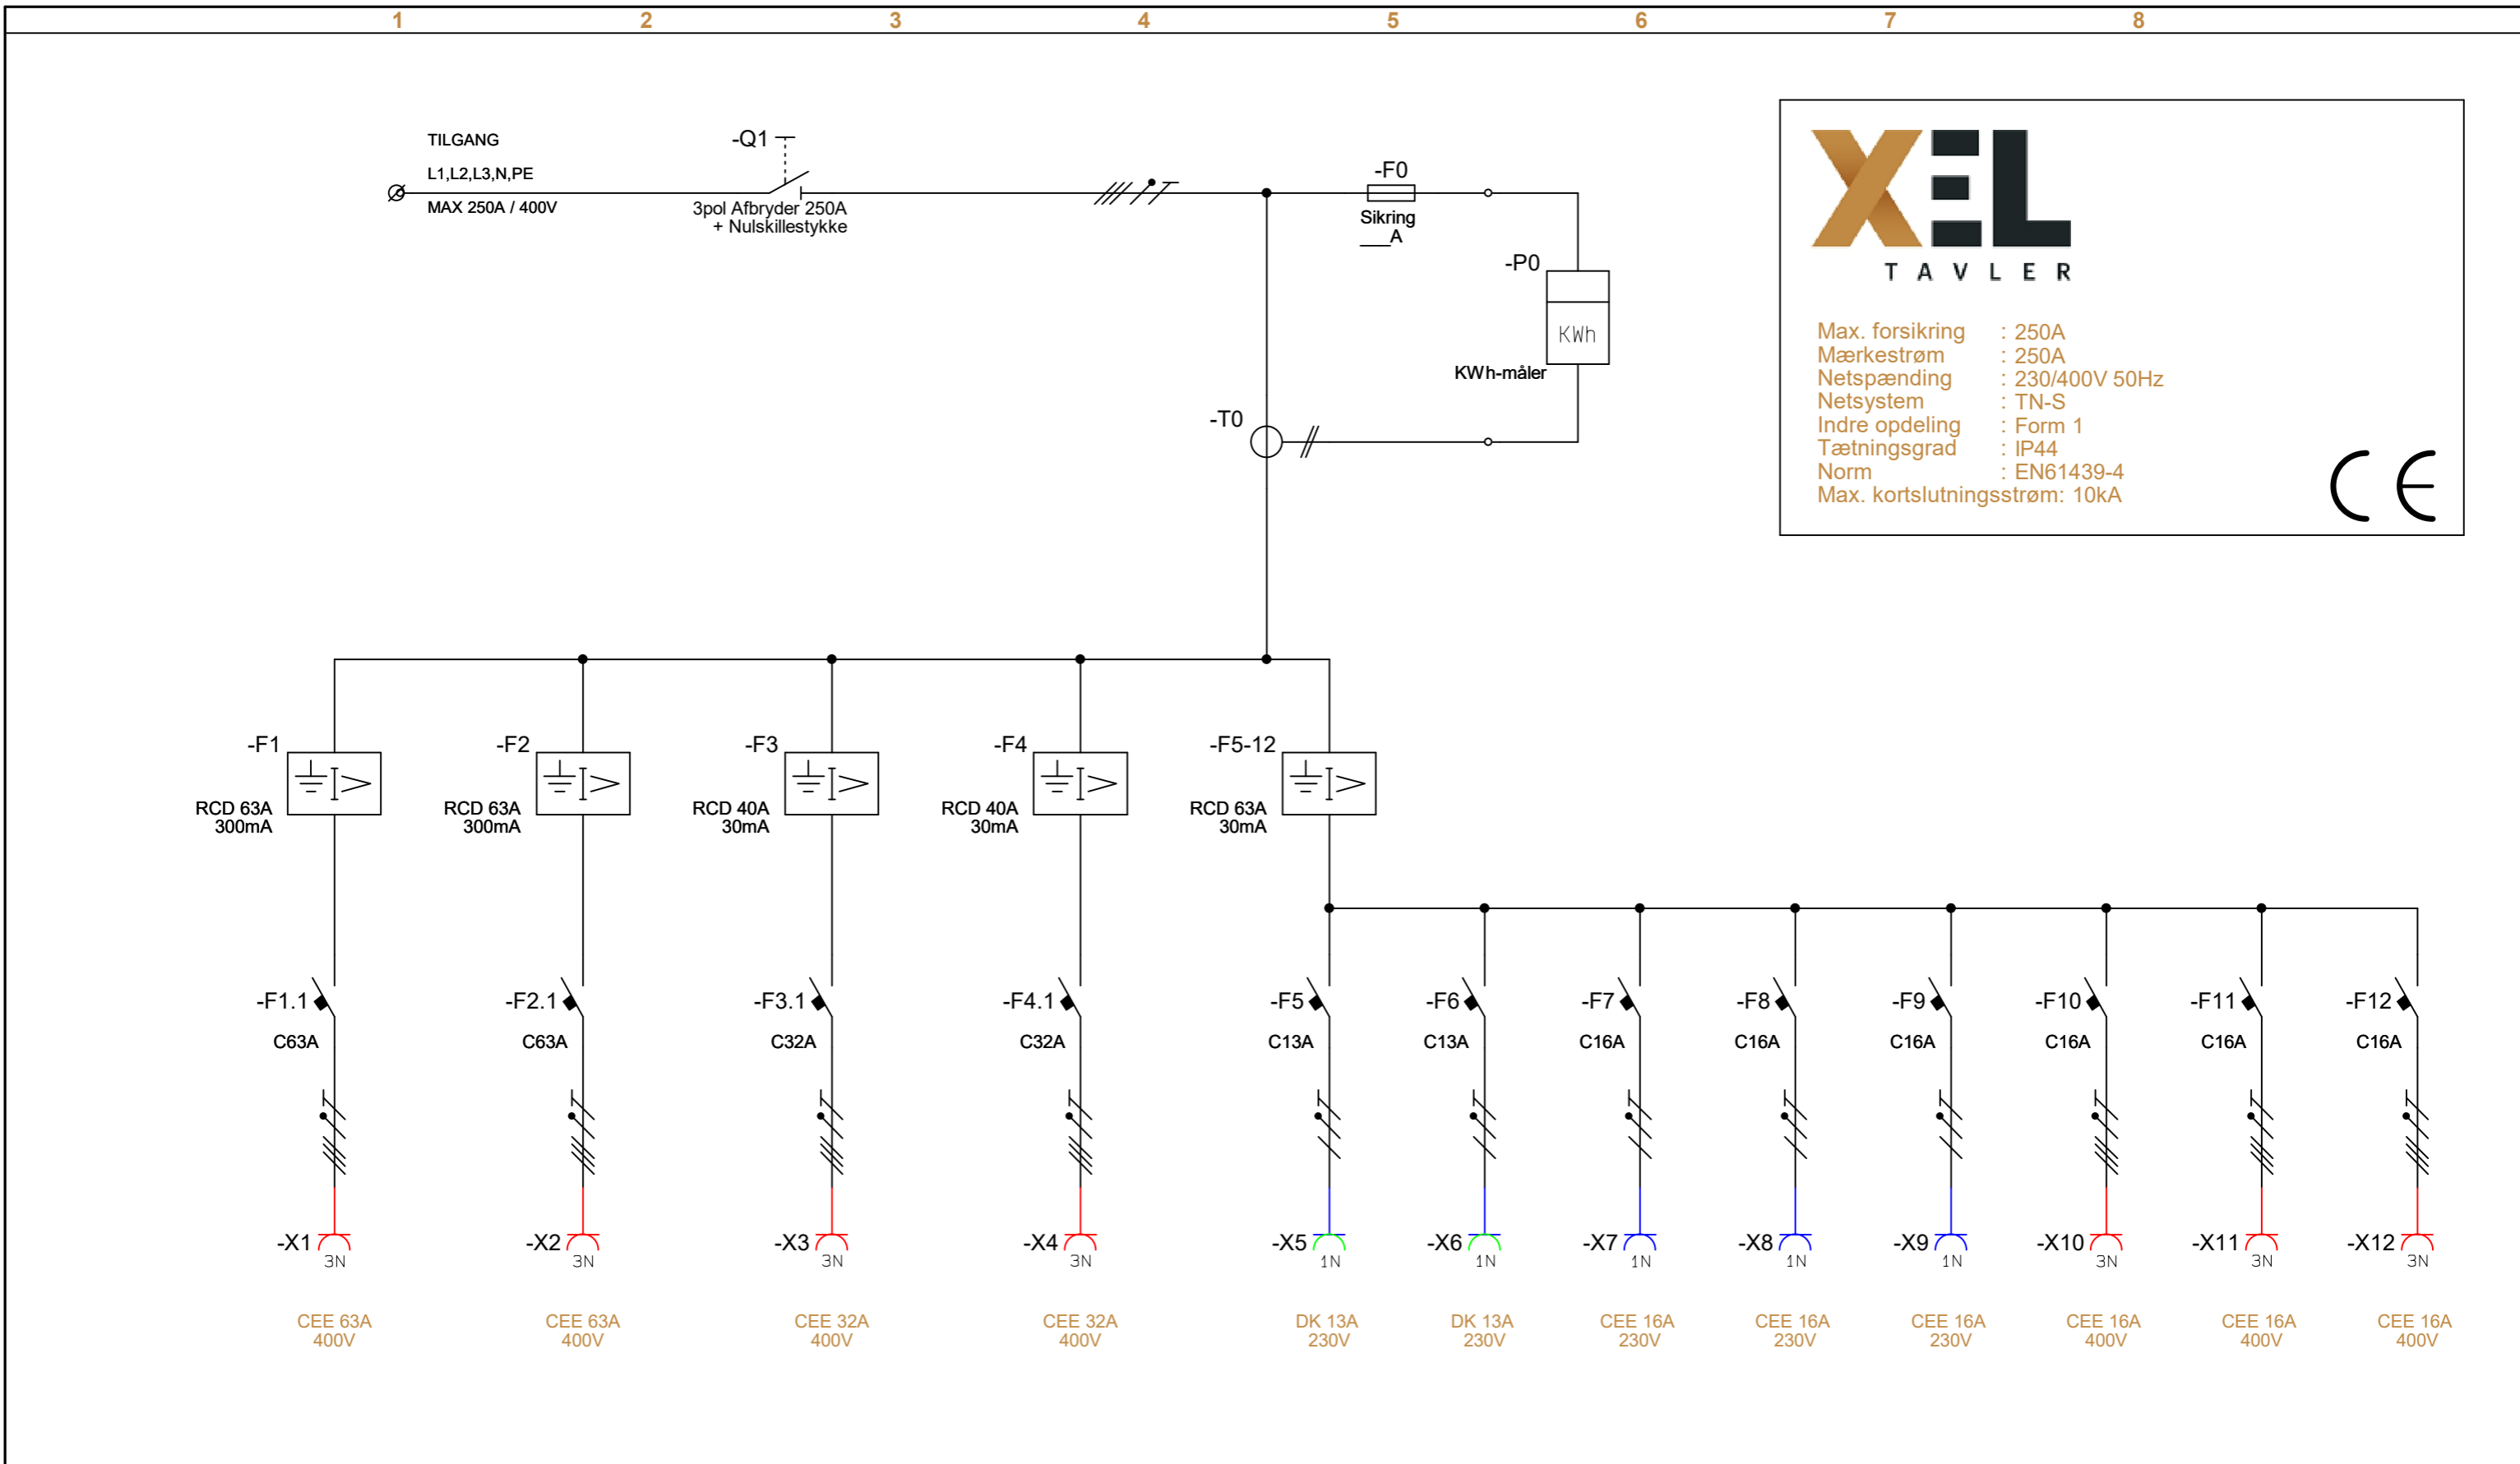 1 2 3 4 5 6 7 8
TILGANG
L1,L2,L3,N,PE
MAX 250A / 400V
-Q1
3pol Afbryder 250A
+ Nulskillestykke
-F0
Sikring
___A
-P0
KWh
KWh-måler
-T0
XEL
TAVLER
Max. forsikring : 250A
Mærkestrøm : 250A
Netspænding : 230/400V 50Hz
Netsystem : TN-S
Indre opdeling : Form 1
Tætningsgrad : IP44
Norm : EN61439-4
Max. kortslutningsstrøm: 10kA
CE
-F1 -F2 -F3 -F4 -F5-12
RCD 63A RCD 63A RCD 40A RCD 40A RCD 63A
300mA 300mA 30mA 30mA 30mA
-F1.1 -F2.1 -F3.1 -F4.1 -F5 -F6 -F7 -F8 -F9 -F10 -F11 -F12
C63A C63A C32A C32A C13A C13A C16A C16A C16A C16A C16A C16A
-X1 -X2 -X3 -X4 -X5 -X6 -X7 -X8 -X9 -X10 -X11 -X12
3N 3N 3N 3N 1N 1N 1N 1N 1N 3N 3N 3N
CEE 63A CEE 63A CEE 32A CEE 32A DK 13A DK 13A CEE 16A CEE 16A CEE 16A CEE 16A CEE 16A CEE 16A
400V 400V 400V 400V 230V 230V 230V 230V 230V 400V 400V 400V